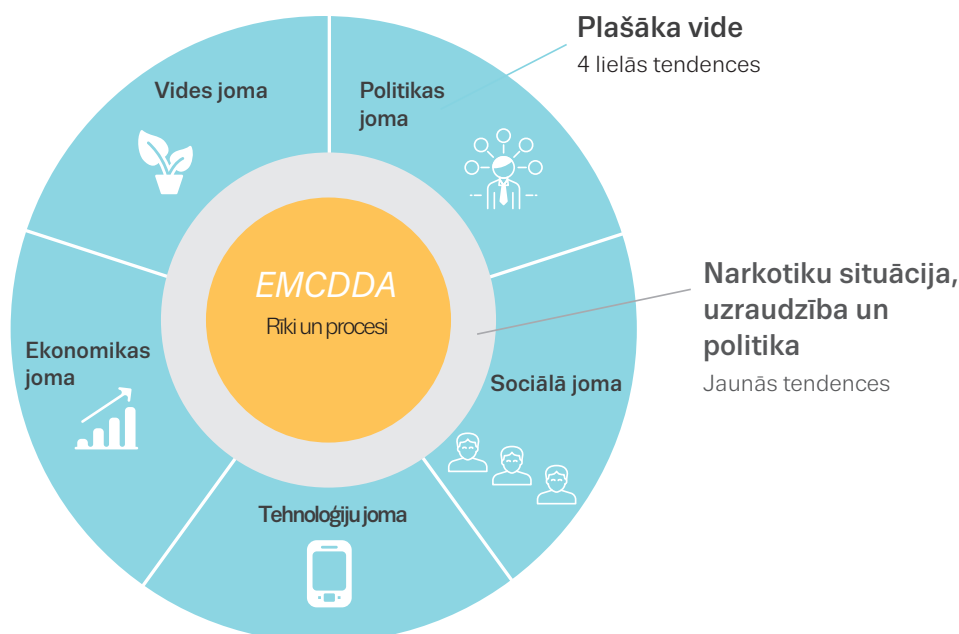 Plašāka vide
4 lielās tendences
Vides joma
Politikas
joma
EMCDDA
Rīki un procesi
Narkotiku situācija,
uzraudzība un
politika
Jaunās tendences
Ekonomikas
joma
Sociālā joma
Tehnoloģiju joma